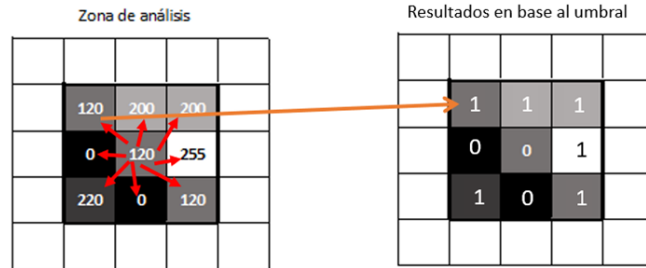 Zona de análisis
Resultados en base al umbral
120 200 200
0 120 255
220 0 120
1 1 1
0 0 1
1 0 1